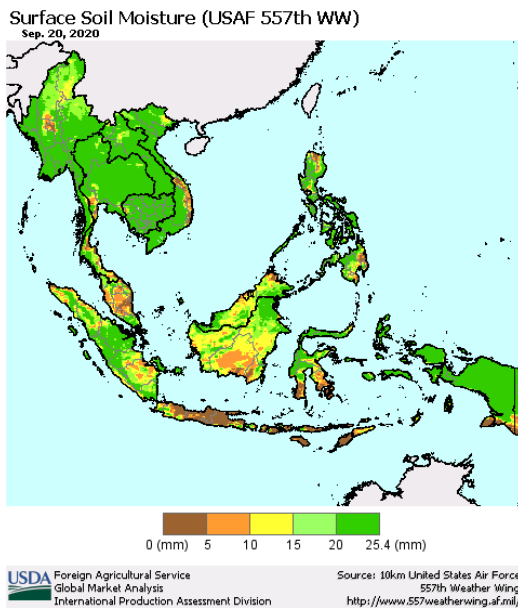 Surface Soil Moisture (USAF 557th WW)
Sep. 20, 2020
0 (mm) 5 10 15 20 25.4 (mm)
USDA Foreign Agricultural Service
Global Market Analysis
International Production Assessment Division
Source: 10km United States Air Force
557th Weather Wing
http://www.557weatherwing.af.mil/